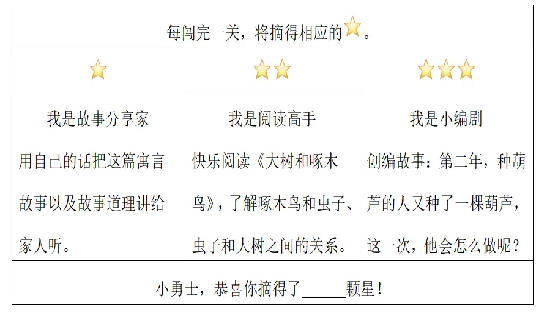 每闯完一关，将摘得相应的 。
我是故事分享家
用自己的话把这篇寓言
故事以及故事道理讲给
家人听。
我是阅读高手
快乐阅读《大树和啄木
鸟》，了解啄木鸟和虫子、
虫子和大树之间的关系。
我是小编剧
创编故事：第二年，种葫
芦的人又种了一棵葫芦，
这一次，他会怎么做呢？
小勇士，恭喜你摘得了______颗星！